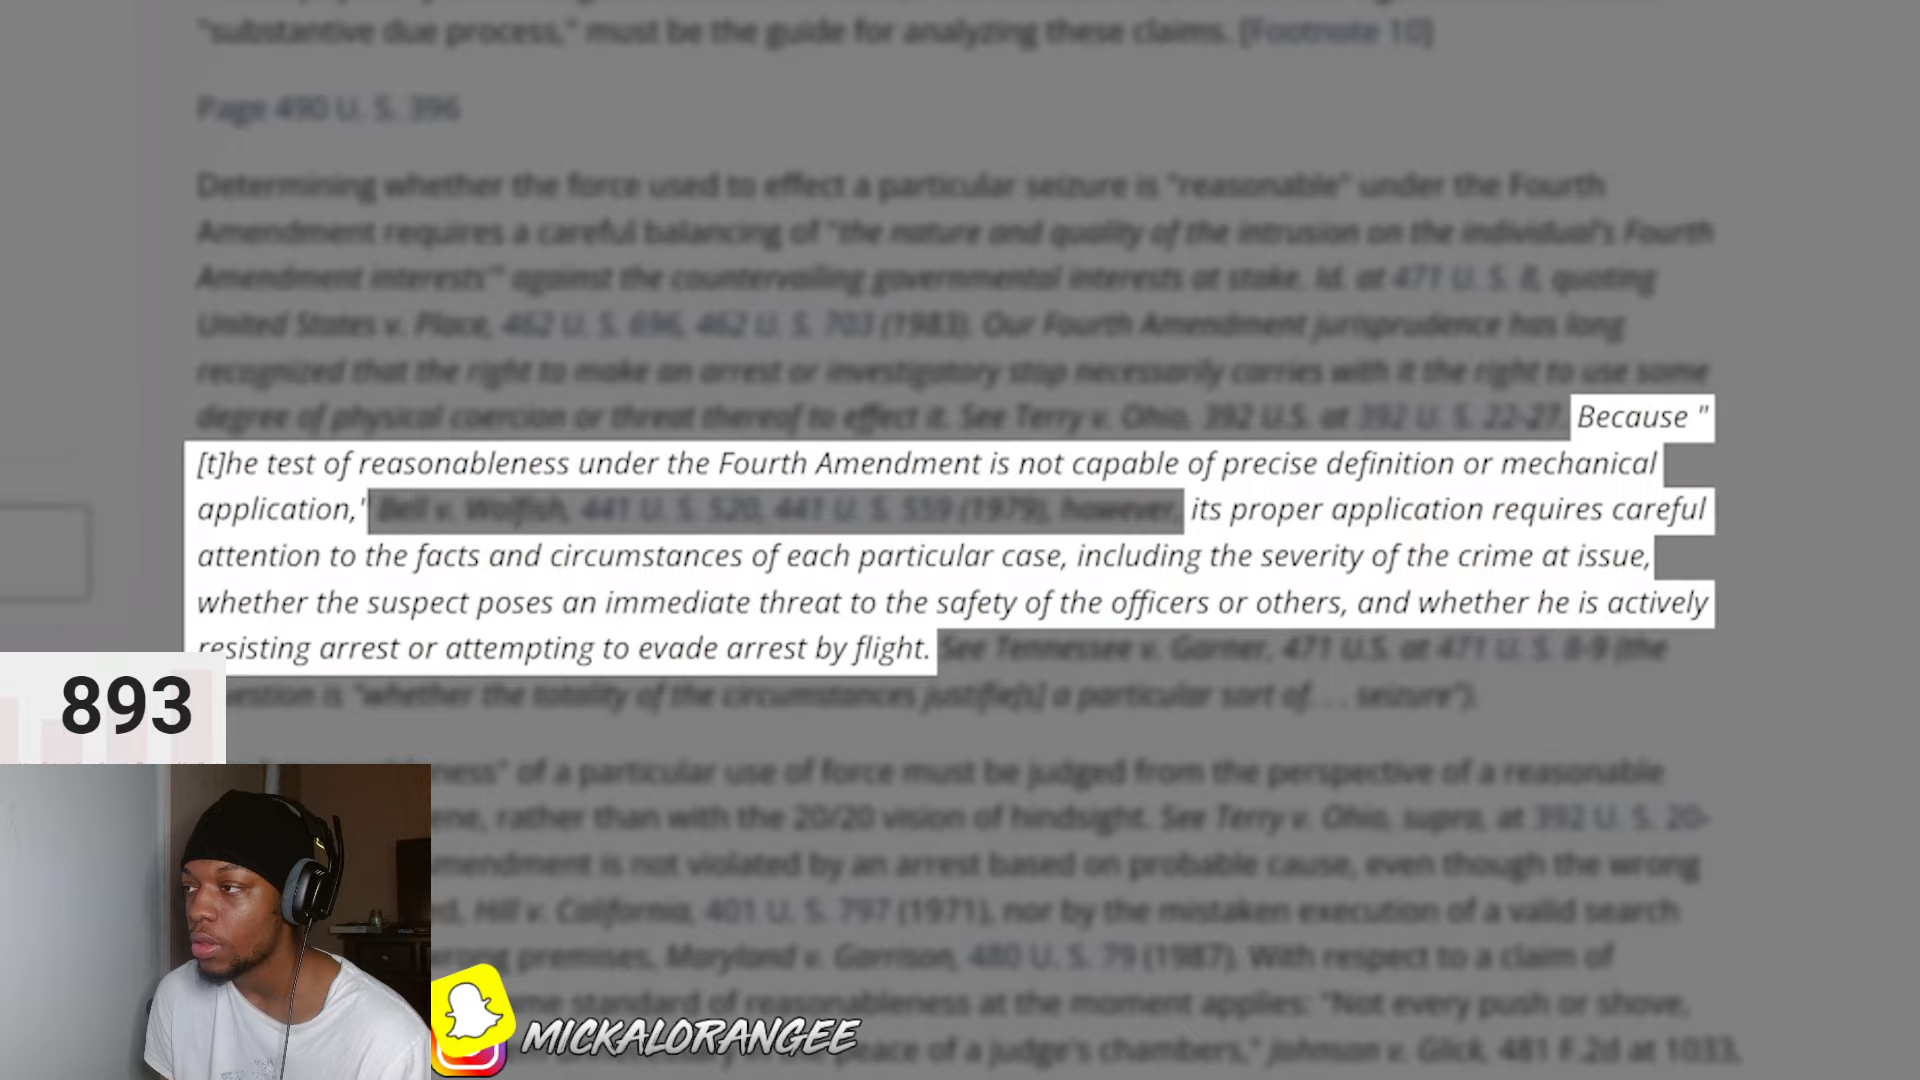 "substantive due process," must be the guide for analyzing these claims. [Footnote 10]
Page 490 U. S. 396
Determining whether the force used to effect a particular seizure is "reasonable" under the Fourth
Amendment requires a careful balancing of "the nature and quality of the intrusion on the individual's Fourth
Amendment interests'" against the countervailing governmental interests at stake. Id. at 471 U. S. 8, quoting
United States v. Place, 462 U. S. 696, 462 U. S. 703 (1983). Our Fourth Amendment jurisprudence has long
recognized that the right to make an arrest or investigatory stop necessarily carries with it the right to use some
degree of physical coercion or threat thereof to effect it. See Terry v. Ohio, 392 U.S. at 392 U. S. 22-27. Because "
[t]he test of reasonableness under the Fourth Amendment is not capable of precise definition or mechanical
application," Bell v. Wolfish, 441 U. S. 520, 441 U. S. 559 (1979), however, its proper application requires careful
attention to the facts and circumstances of each particular case, including the severity of the crime at issue,
whether the suspect poses an immediate threat to the safety of the officers or others, and whether he is actively
resisting arrest or attempting to evade arrest by flight. See Tennessee v. Garner, 471 U.S. at 471 U. S. 8-9 (the
question is "whether the totality of the circumstances justifie[s] a particular sort of. . . seizure").
893
of a particular use of force must be judged from the perspective of a reasonable
rather than with the 20/20 vision of hindsight. See Terry v. Ohio, supra, at 392 U. S. 20-
is not violated by an arrest based on probable cause, even though the wrong
Hill v. California, 401 U. S. 797 (1971), nor by the mistaken execution of a valid search
premises, Maryland v. Garrison, 480 U. S. 79 (1987). With respect to a claim of
standard of reasonableness at the moment applies: "Not every push or shove,
of a judge's chambers," Johnson v. Glick, 481 F.2d at 1033,
MICKALORANGEE